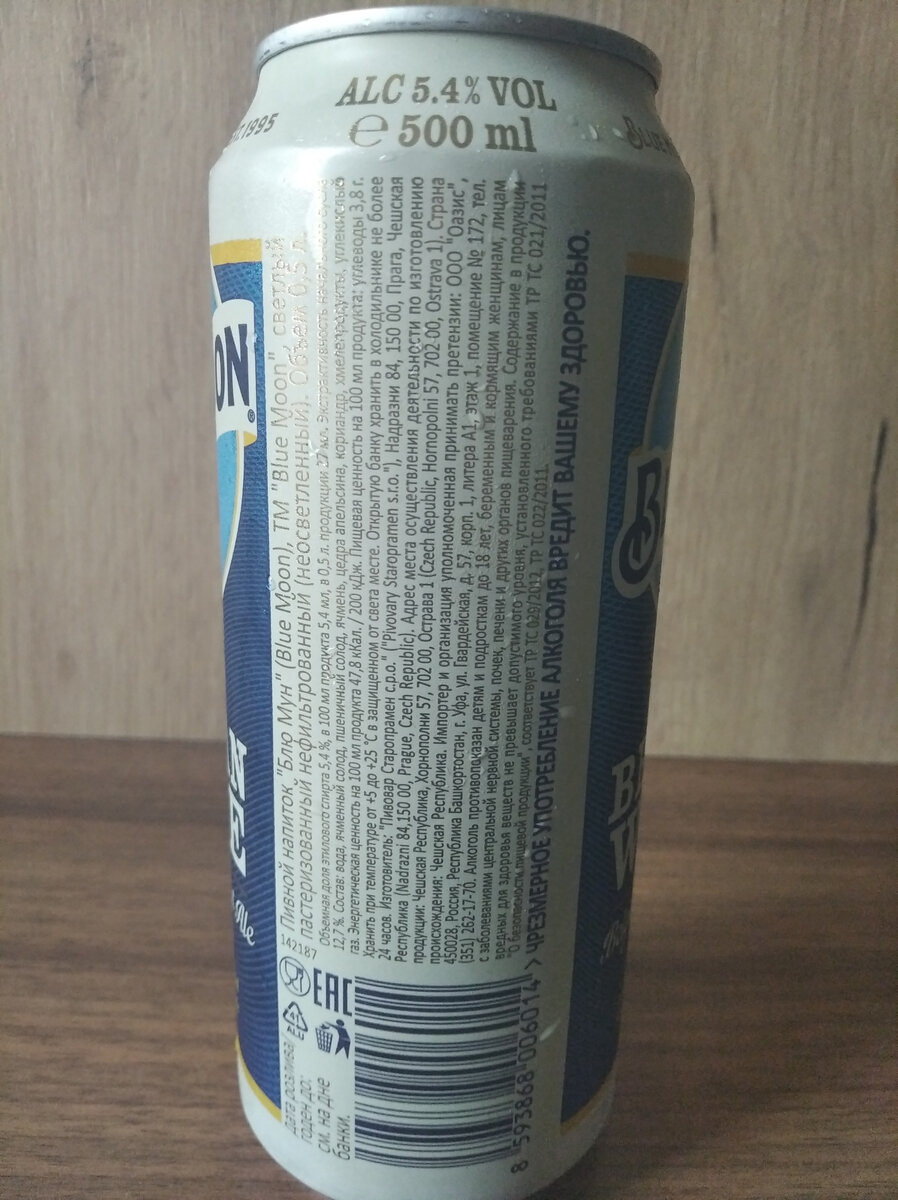 ALC 5.4% VOL
℮ 500 ml
1995
ON
®
Пивной напиток "Блю Мун" (Blue Moon), ТМ "Blue Moon" светлый
пастеризованный нефильтрованный (неосветленный). Объем 0,5 л.
Объемная доля этилового спирта 5,4 %, в 100 мл продукта 5,4 мл, в 0,5 л. продукции 27 мл. Экстрактивность начального сусла
12,7 %. Состав: вода, ячменный солод, пшеничный солод, ячмень, цедра апельсина, кориандр, хмелепродукты, углекислый
газ. Энергетическая ценность на 100 мл продукта 47,8 кКал. / 200 кДж. Пищевая ценность на 100 мл продукта: углеводы 3,8 г.
Хранить при температуре от +5 до +25 °С в защищенном от света месте. Открытую банку хранить в холодильнике не более
24 часов. Изготовитель: "Пивовар Старопрамен с.р.о." ("Pivovary Staropramen s.r.o."), Надразни 84, 150 00, Прага, Чешская
Республика (Nadrazni 84,150 00, Prague, Czech Republic). Адрес места осуществления деятельности по изготовлению
продукции: Чешская Республика, Хорнополни 57, 702 00, Острава 1 (Czech Republic, Hornopolni 57, 702 00, Ostrava 1). Страна
происхождения: Чешская Республика. Импортер и организация уполномоченная принимать претензии: ООО "Оазис",
450028, Россия, Республика Башкортостан, г. Уфа, ул. Гвардейская, д. 57, корп. 1, литера А1, этаж 1, помещение № 172, тел.
(351) 262-17-70. Алкоголь противопоказан детям и подросткам до 18 лет, беременным и кормящим женщинам, лицам
с заболеваниями центральной нервной системы, почек, печени и других органов пищеварения. Содержание в продукции
вредных для здоровья веществ не превышает допустимого уровня, установленного требованиями ТР ТС 021/2011
"О безопасности пищевой продукции", соответствует ТР ТС 029/2012, ТР ТС 022/2011
ЧРЕЗМЕРНОЕ УПОТРЕБЛЕНИЕ АЛКОГОЛЯ ВРЕДИТ ВАШЕМУ ЗДОРОВЬЮ.
142187
EAC
дата розлива/
годен до:
см. на дне
банки.
8 593868 006014 >